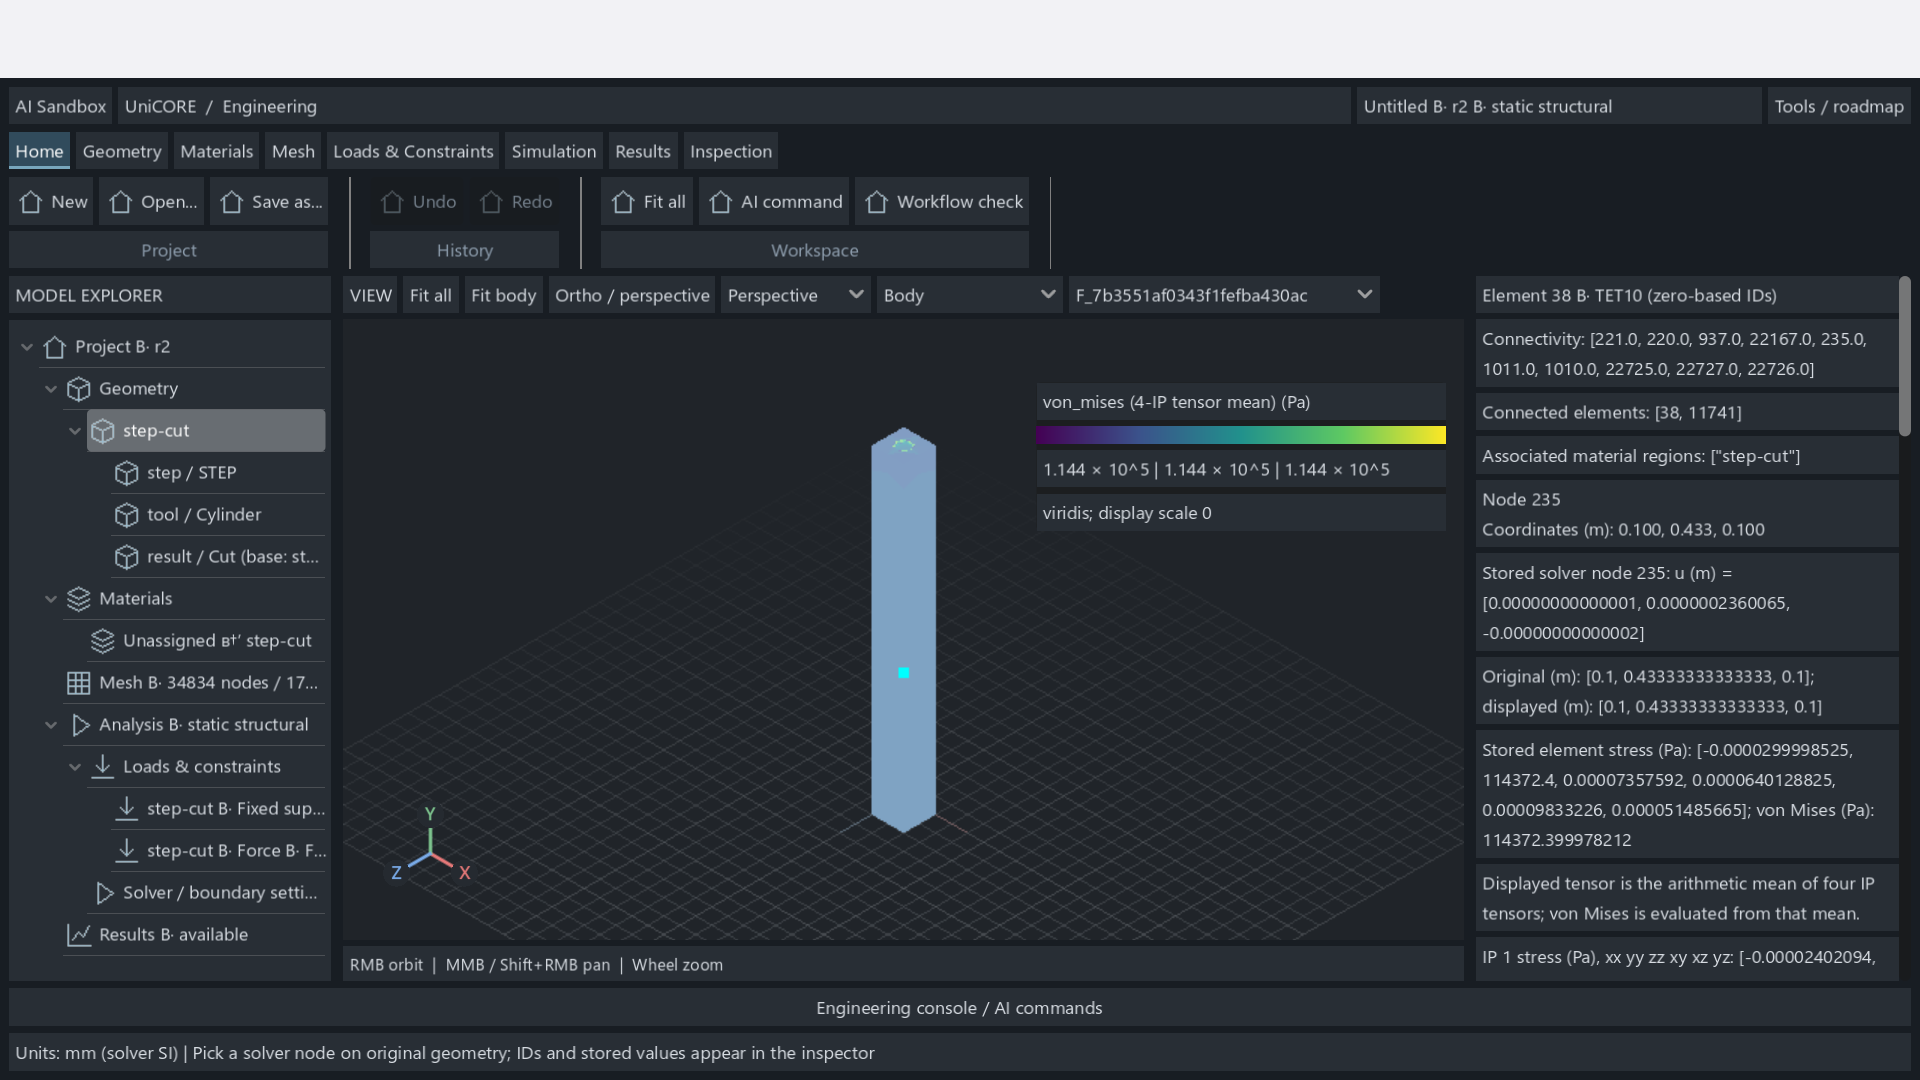 AI Sandbox
UniCORE / Engineering
Untitled В· r2 В· static structural
Tools / roadmap
Home
Geometry
Materials
Mesh
Loads & Constraints
Simulation
Results
Inspection
New
Open...
Save as...
Undo
Redo
Fit all
AI command
Workflow check
Project
History
Workspace
MODEL EXPLORER
Project В· r2
Geometry
step-cut
step / STEP
tool / Cylinder
result / Cut (base: st...
Materials
Unassigned в†’ step-cut
Mesh В· 34834 nodes / 17...
Analysis В· static structural
Loads & constraints
step-cut В· Fixed sup...
step-cut В· Force В· F...
Solver / boundary setti...
Results В· available
VIEW
Fit all
Fit body
Ortho / perspective
Perspective
Body
F_7b3551af0343f1fefba430ac
von_mises (4-IP tensor mean) (Pa)
1.144 × 10^5 | 1.144 × 10^5 | 1.144 × 10^5
viridis; display scale 0
Y
Z
X
RMB orbit | MMB / Shift+RMB pan | Wheel zoom
Element 38 В· TET10 (zero-based IDs)
Connectivity: [221.0, 220.0, 937.0, 22167.0, 235.0,
1011.0, 1010.0, 22725.0, 22727.0, 22726.0]
Connected elements: [38, 11741]
Associated material regions: ["step-cut"]
Node 235
Coordinates (m): 0.100, 0.433, 0.100
Stored solver node 235: u (m) =
[0.00000000000001, 0.0000002360065,
-0.00000000000002]
Original (m): [0.1, 0.43333333333333, 0.1];
displayed (m): [0.1, 0.43333333333333, 0.1]
Stored element stress (Pa): [-0.0000299998525,
114372.4, 0.00007357592, 0.0000640128825,
0.00009833226, 0.000051485665]; von Mises (Pa):
114372.399978212
Displayed tensor is the arithmetic mean of four IP
tensors; von Mises is evaluated from that mean.
IP 1 stress (Pa), xx yy zz xy xz yz: [-0.00002402094,
Engineering console / AI commands
Units: mm (solver SI) | Pick a solver node on original geometry; IDs and stored values appear in the inspector